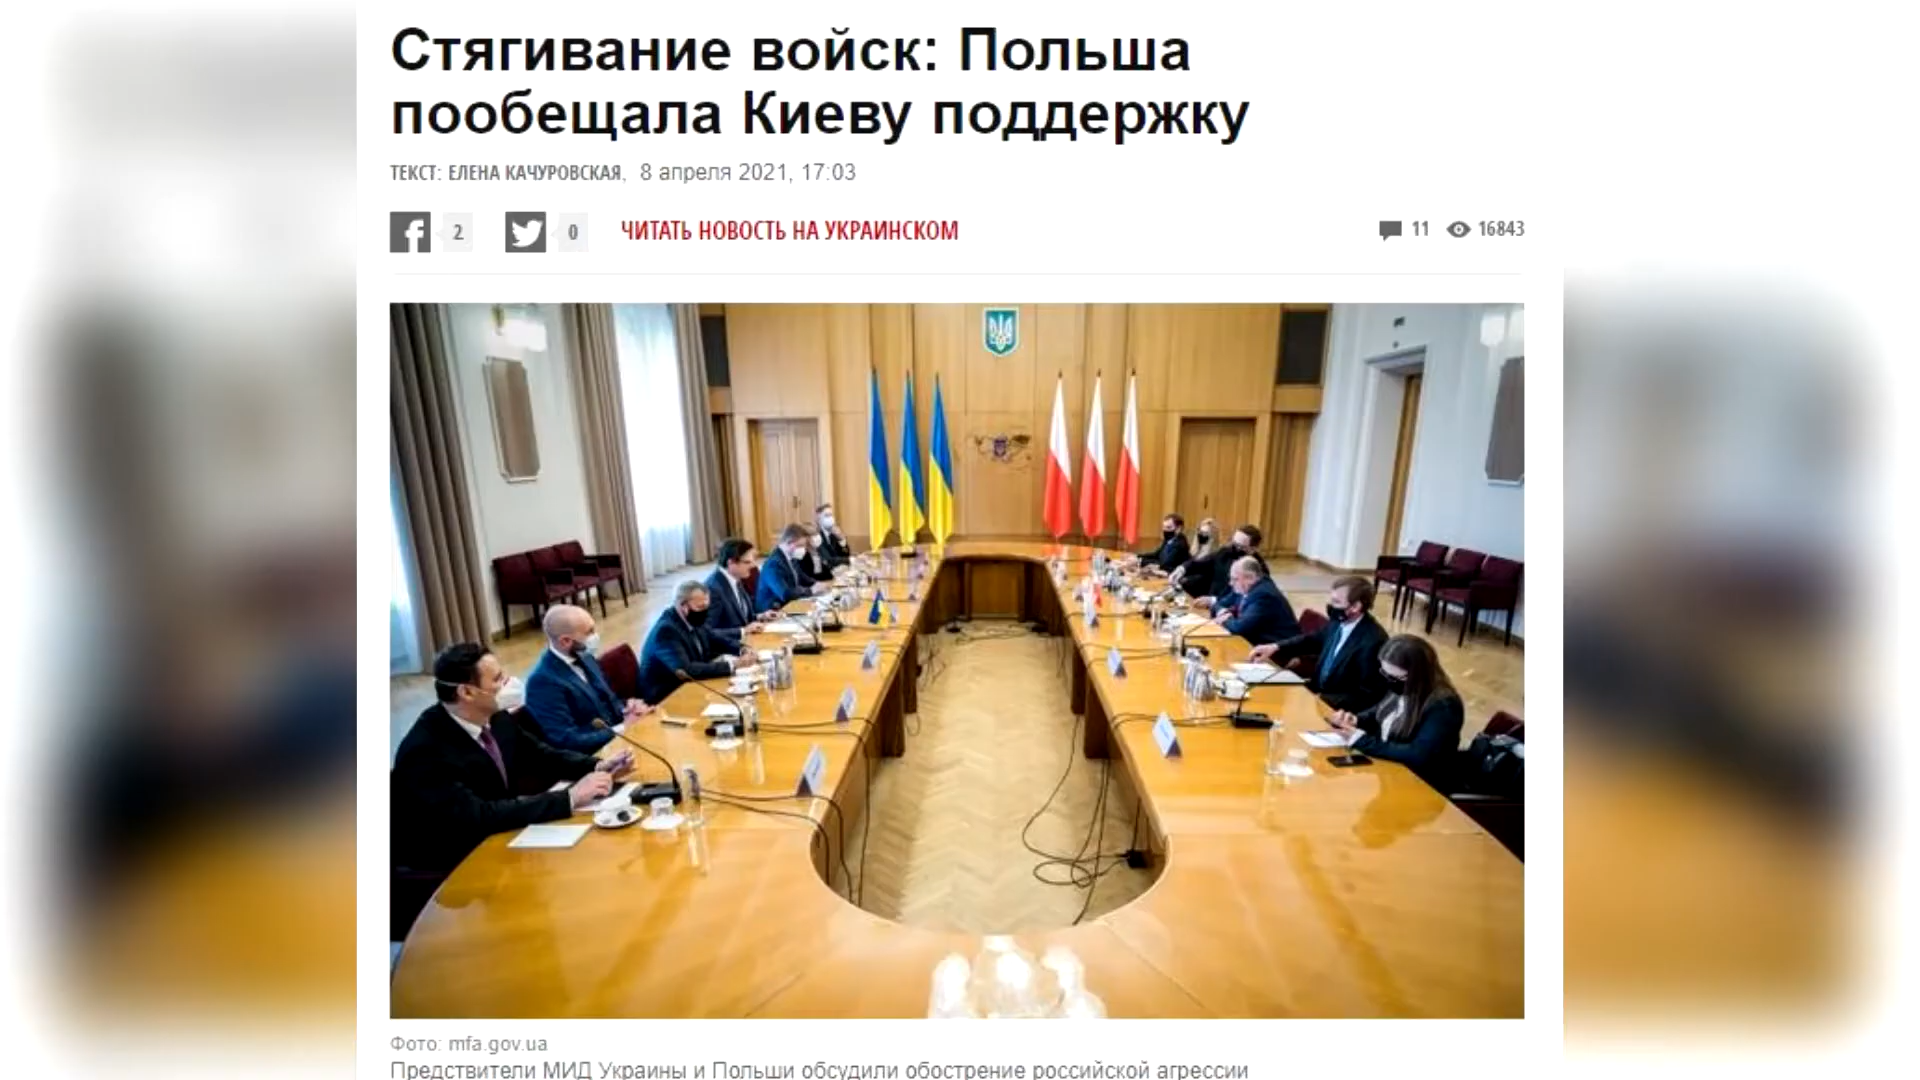 Стягивание войск: Польша
пообещала Киеву поддержку
ТЕКСТ: ЕЛЕНА КАЧУРОВСКАЯ, 8 апреля 2021, 17:03
2 0 ЧИТАТЬ НОВОСТЬ НА УКРАИНСКОМ 11 16843
Фото: mfa.gov.ua
Предствители МИД Украины и Польши обсудили обострение российской агрессии